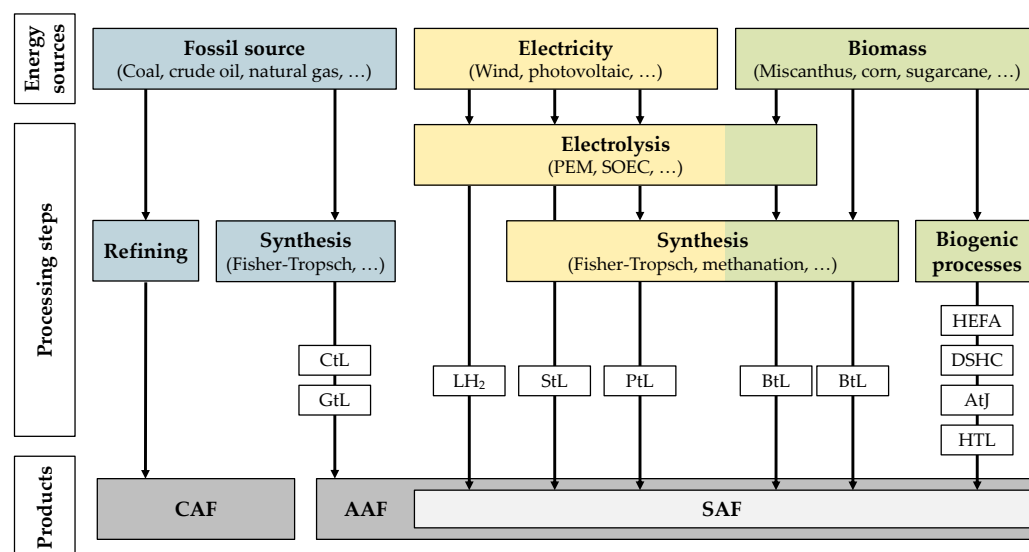 Energy
sources
Fossil source
(Coal, crude oil, natural gas, …)
Electricity
(Wind, photovoltaic, …)
Biomass
(Miscanthus, corn, sugarcane, …)
Processing steps
Electrolysis
(PEM, SOEC, …)
Refining
Synthesis
(Fisher-Tropsch, …)
Synthesis
(Fisher-Tropsch, methanation, …)
Biogenic
processes
CtL
GtL
LH₂
StL
PtL
BtL
BtL
HEFA
DSHC
AtJ
HTL
Products
CAF
AAF
SAF